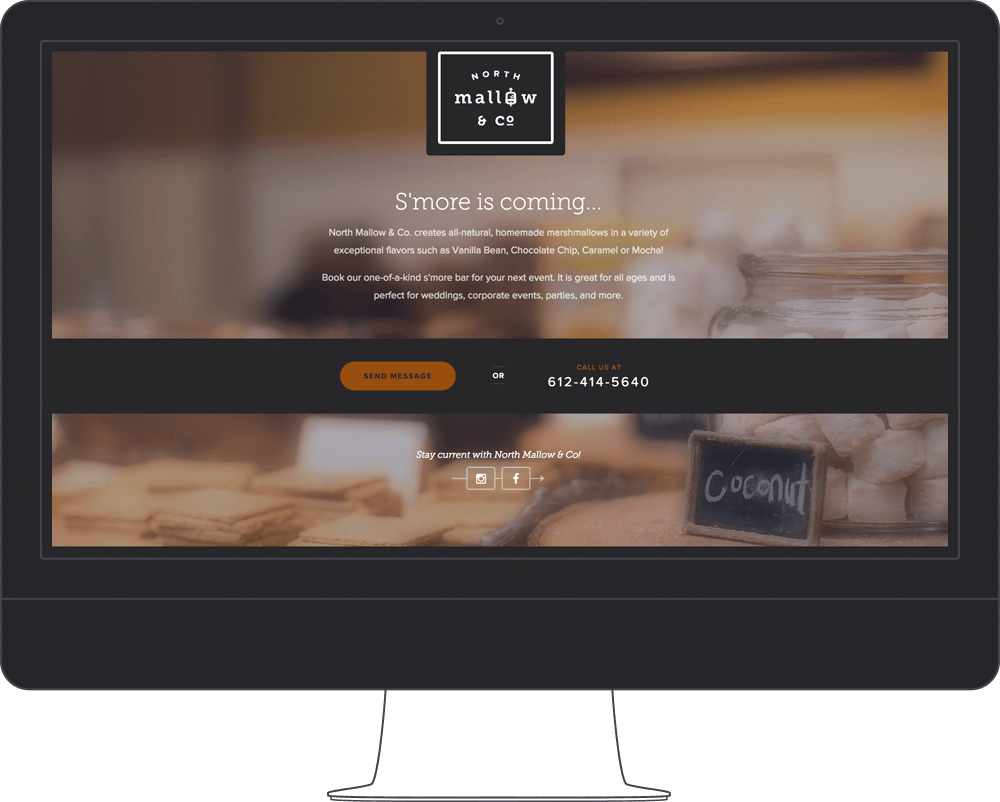 NORTH
mallow
& Co
S'more is coming...
North Mallow & Co. creates all-natural, homemade marshmallows in a variety of
exceptional flavors such as Vanilla Bean, Chocolate Chip, Caramel or Mocha!
Book our one-of-a-kind s'more bar for your next event. It is great for all ages and is
perfect for weddings, corporate events, parties, and more.
SEND MESSAGE
OR
CALL US AT
612-414-5640
Stay current with North Mallow & Co!
Coconut